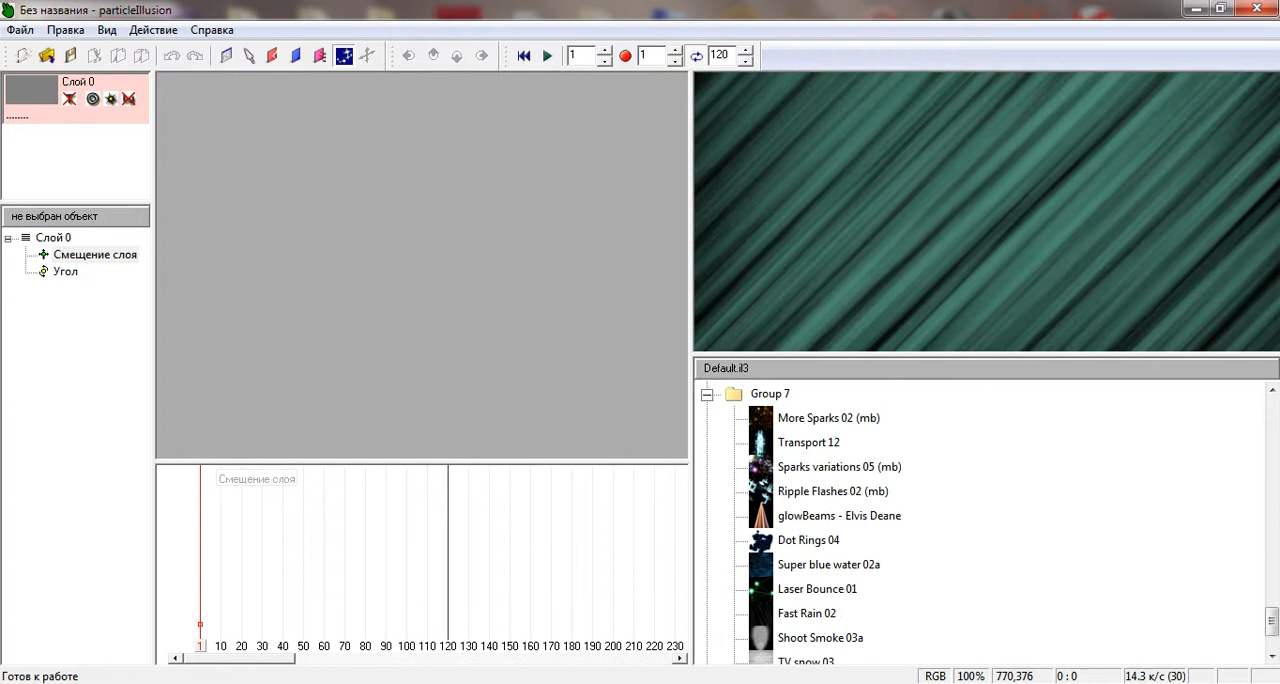 Без названия - particleIllusion
Файл Правка Вид Действие Справка
1 1 120
Слой 0
........
не выбран объект
Слой 0
Смещение слоя
Угол
Смещение слоя
1 10 20 30 40 50 60 70 80 90 100 110 120 130 140 150 160 170 180 190 200 210 220 230
Default.il3
Group 7
More Sparks 02 (mb)
Transport 12
Sparks variations 05 (mb)
Ripple Flashes 02 (mb)
glowBeams - Elvis Deane
Dot Rings 04
Super blue water 02a
Laser Bounce 01
Fast Rain 02
Shoot Smoke 03a
TV snow 03
Готов к работе
RGB 100% 770,376 0 : 0 14.3 к/с (30)